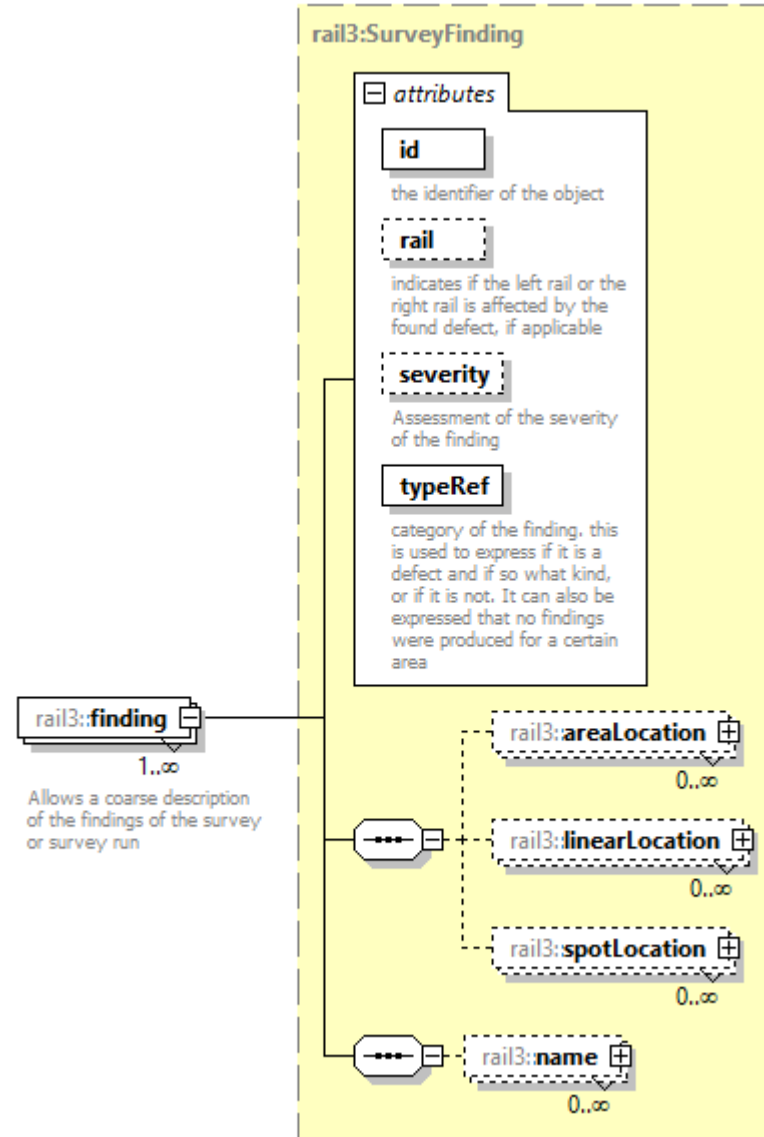 rail3:SurveyFinding
attributes
id
the identifier of the object
rail
indicates if the left rail or the
right rail is affected by the
found defect, if applicable
severity
Assessment of the severity
of the finding
typeRef
category of the finding. this
is used to express if it is a
defect and if so what kind,
or if it is not. It can also be
expressed that no findings
were produced for a certain
area
rail3:finding
1..∞
Allows a coarse description
of the findings of the survey
or survey run
rail3:areaLocation
0..∞
rail3:linearLocation
0..∞
rail3:spotLocation
0..∞
rail3:name
0..∞